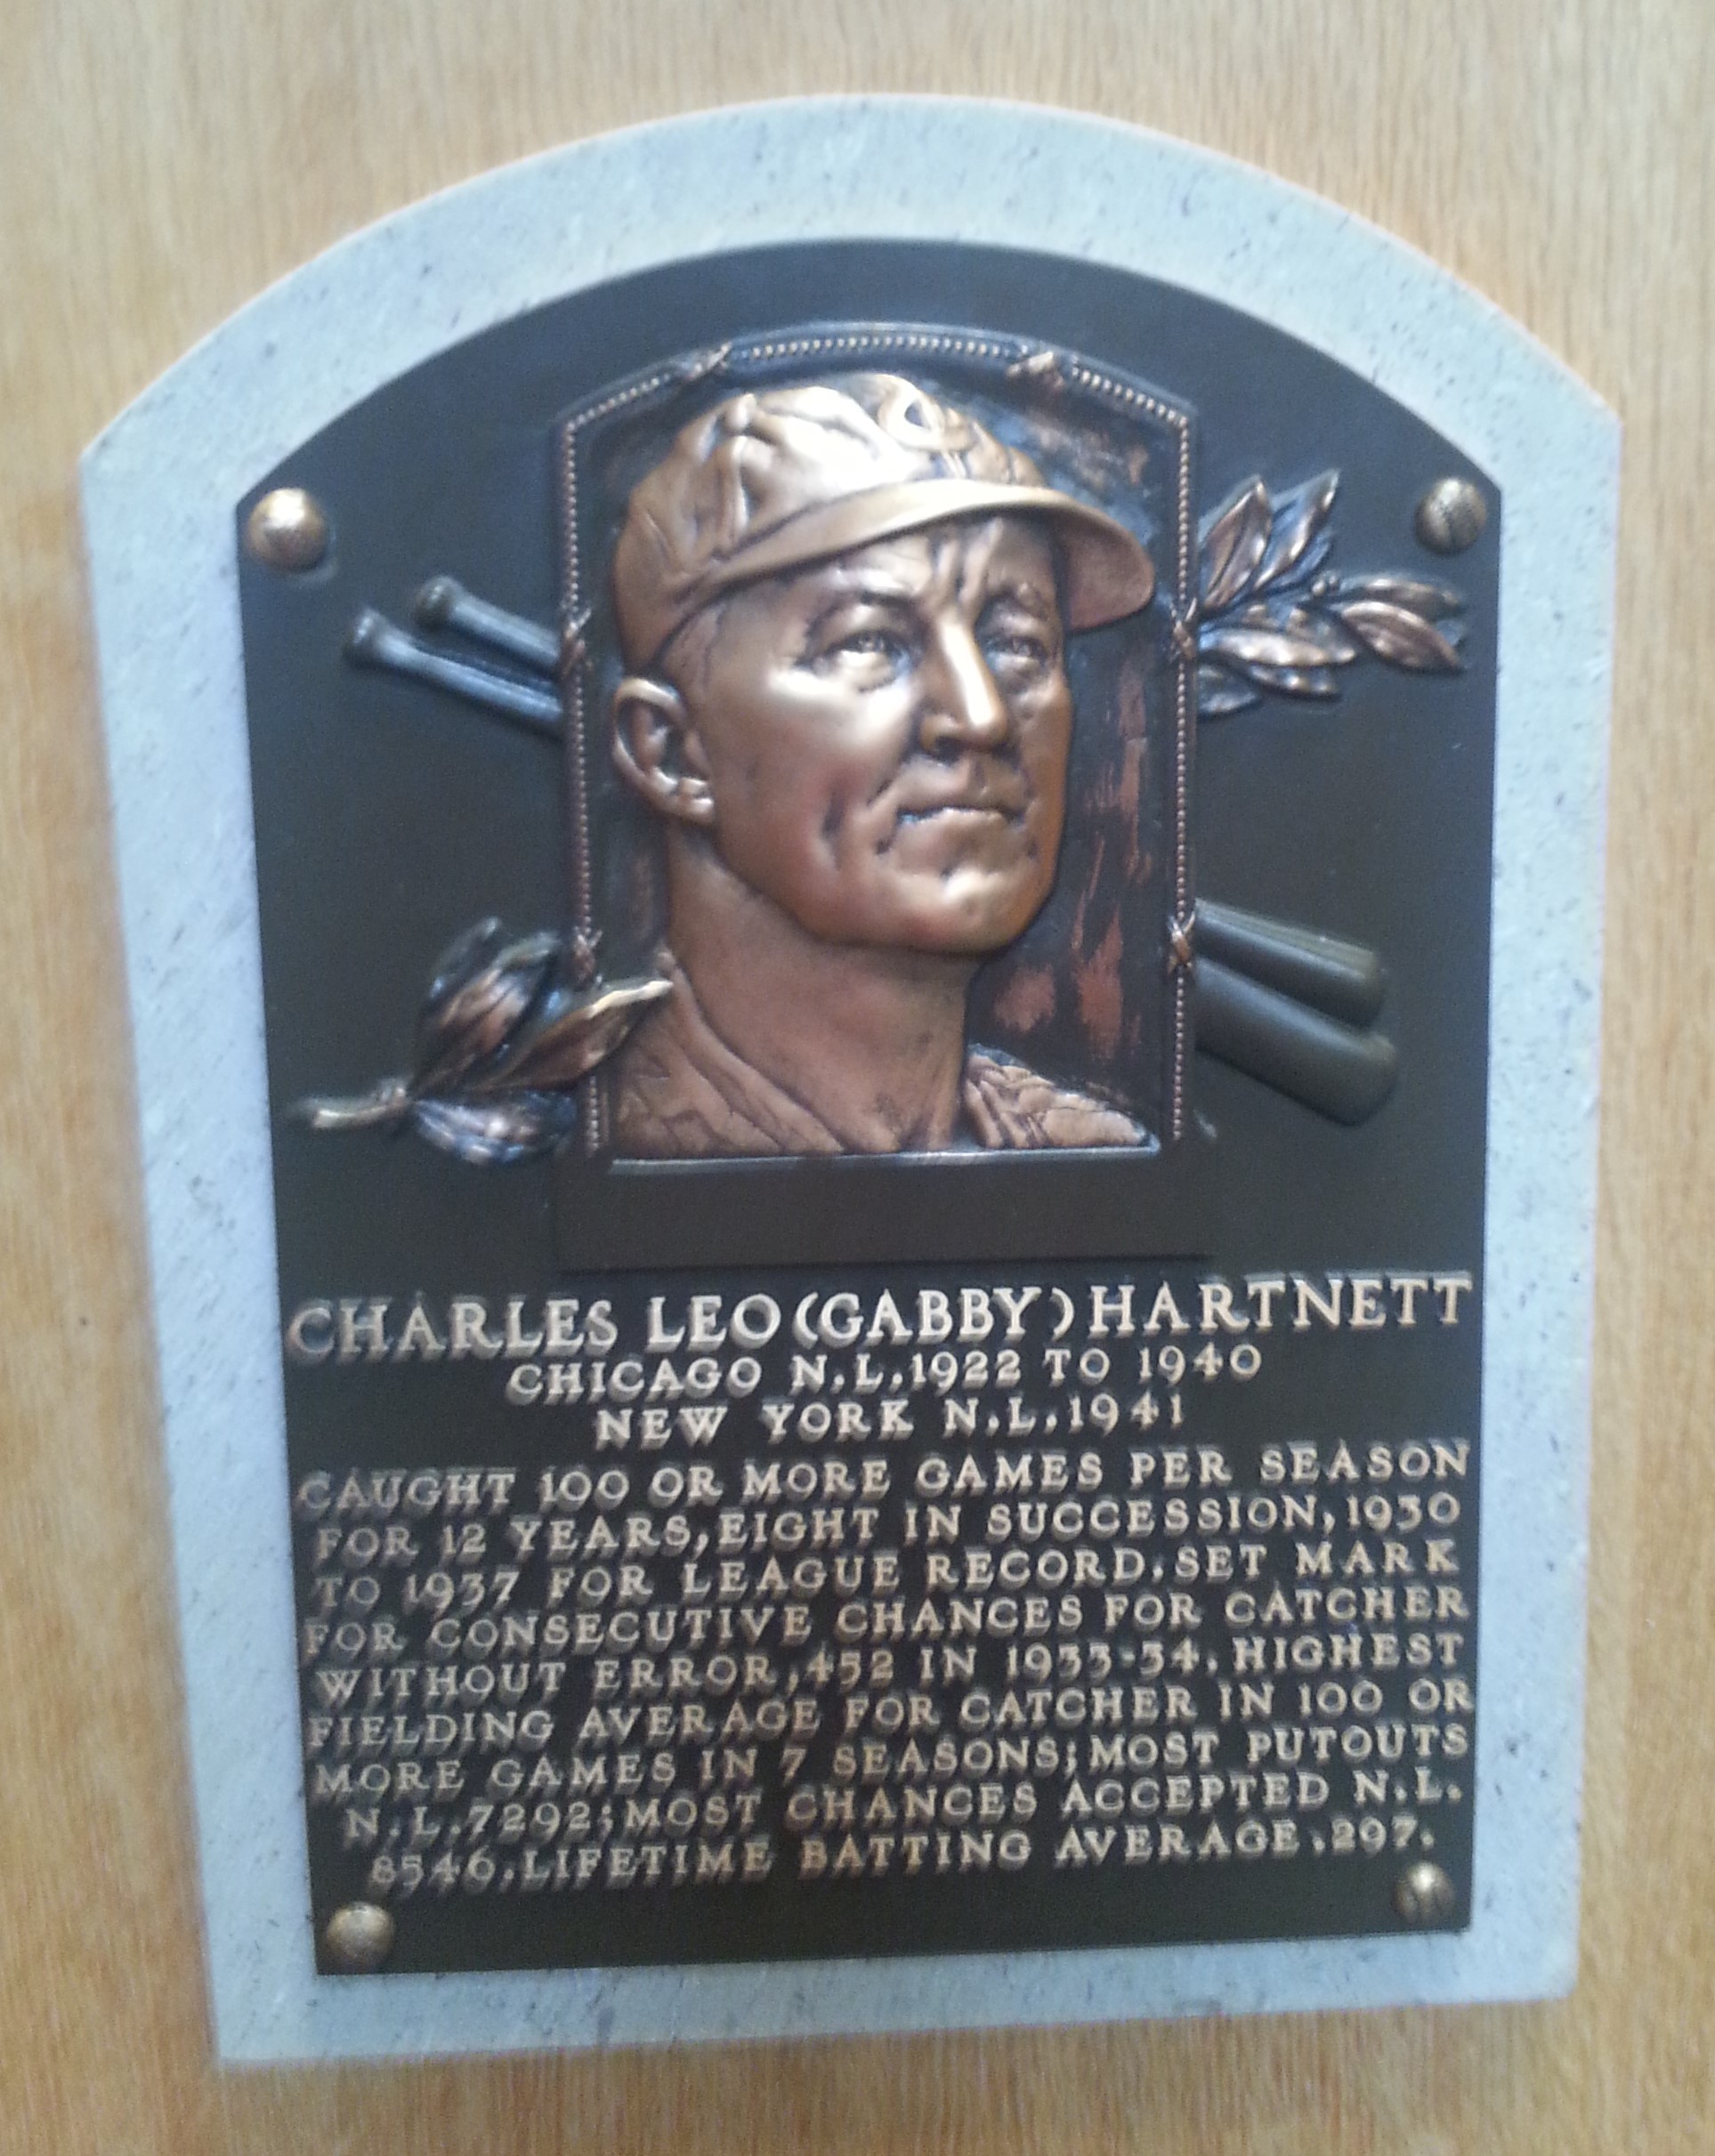 CHARLES LEO (GABBY) HARTNETT
CHICAGO N.L. 1922 TO 1940
NEW YORK N.L. 1941
CAUGHT 100 OR MORE GAMES PER SEASON
FOR 12 YEARS, EIGHT IN SUCCESSION, 1930
TO 1937 FOR LEAGUE RECORD. SET MARK
FOR CONSECUTIVE CHANCES FOR CATCHER
WITHOUT ERROR, 452 IN 1933-34. HIGHEST
FIELDING AVERAGE FOR CATCHER IN 100 OR
MORE GAMES IN 7 SEASONS; MOST PUTOUTS
N.L. 7292; MOST CHANCES ACCEPTED N.L.
8546. LIFETIME BATTING AVERAGE .297.